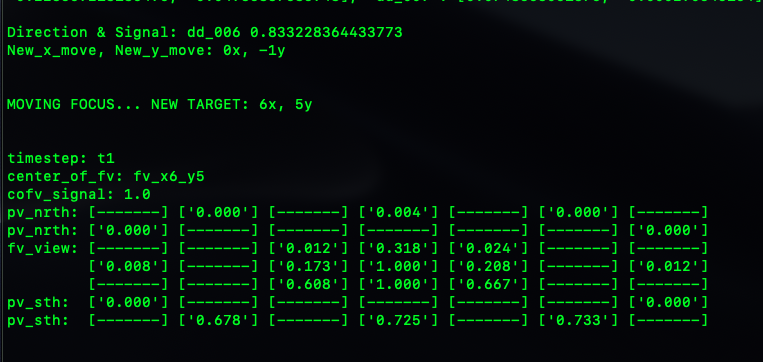 Direction & Signal: dd_006 0.833228364433773
New_x_move, New_y_move: 0x, -1y
MOVING FOCUS... NEW TARGET: 6x, 5y
timestep: t1
center_of_fv: fv_x6_y5
cofv_signal: 1.0
pv_nrth: [-------] ['0.000'] [-------] ['0.004'] [-------] ['0.000'] [-------]
pv_nrth: ['0.000'] [-------] [-------] [-------] [-------] [-------] ['0.000']
fv_view: [-------] [-------] ['0.012'] ['0.318'] ['0.024'] [-------] [-------]
['0.008'] [-------] ['0.173'] ['1.000'] ['0.208'] [-------] ['0.012']
[-------] [-------] ['0.608'] ['1.000'] ['0.667'] [-------] [-------]
pv_sth: ['0.000'] [-------] [-------] [-------] [-------] [-------] ['0.000']
pv_sth: [-------] ['0.678'] [-------] ['0.725'] [-------] ['0.733'] [-------]